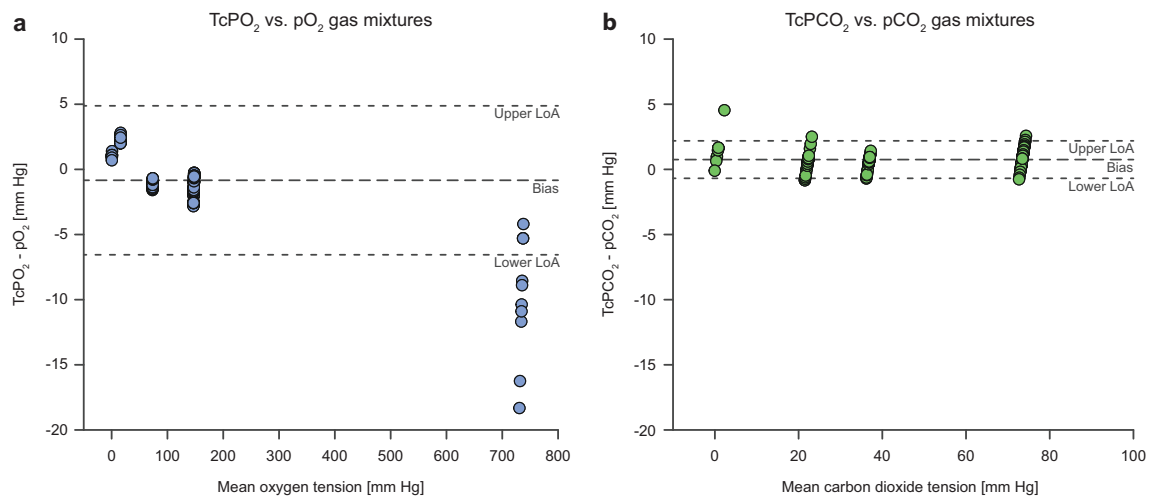 a
TcPO2 vs. pO2 gas mixtures
TcPO2 - pO2 [mm Hg]
10
5
0
-5
-10
-15
-20
Upper LoA
Bias
Lower LoA
0 100 200 300 400 500 600 700 800
Mean oxygen tension [mm Hg]
b
TcPCO2 vs. pCO2 gas mixtures
TcPCO2 - pCO2 [mm Hg]
10
5
0
-5
-10
-15
-20
Upper LoA
Bias
Lower LoA
0 20 40 60 80 100
Mean carbon dioxide tension [mm Hg]